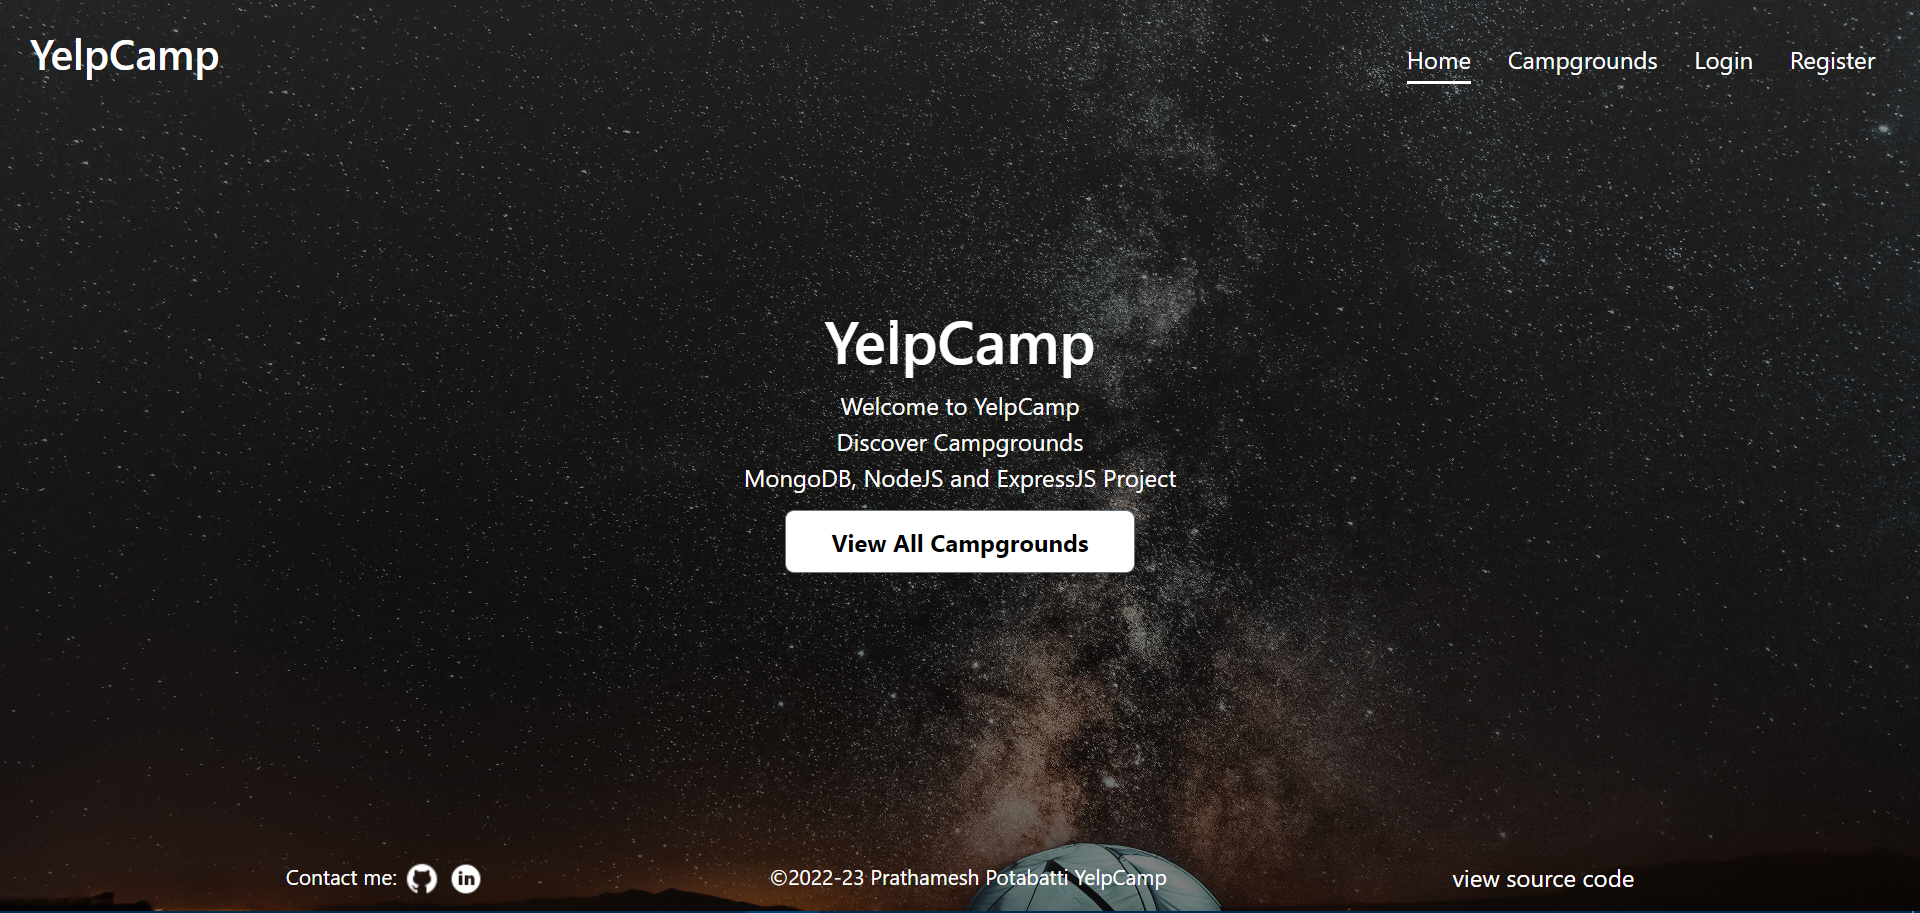 YelpCamp
Home Campgrounds Login Register
YelpCamp
Welcome to YelpCamp
Discover Campgrounds
MongoDB, NodeJS and ExpressJS Project
View All Campgrounds
Contact me: in
©2022-23 Prathamesh Potabatti YelpCamp
view source code